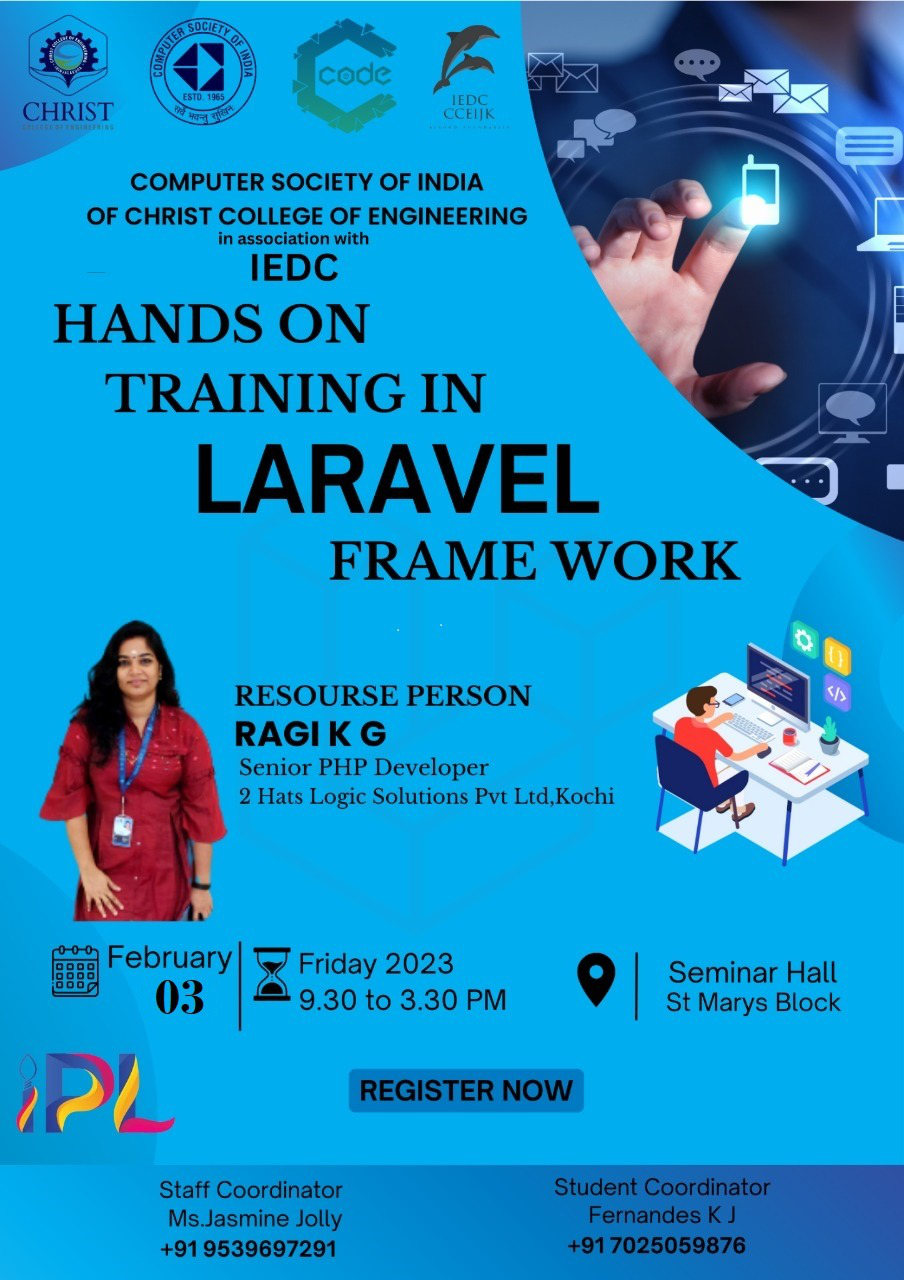 CHRIST
COLLEGE OF ENGINEERING
COMPUTER SOCIETY OF INDIA
ESTD. 1965
code
IEDC
CCEIJK
COMPUTER SOCIETY OF INDIA
OF CHRIST COLLEGE OF ENGINEERING
in association with
IEDC
HANDS ON
TRAINING IN
LARAVEL
FRAME WORK
RESOURSE PERSON
RAGI K G
Senior PHP Developer
2 Hats Logic Solutions Pvt Ltd,Kochi
February
03
Friday 2023
9.30 to 3.30 PM
Seminar Hall
St Marys Block
iPL
REGISTER NOW
Staff Coordinator
Ms.Jasmine Jolly
+91 9539697291
Student Coordinator
Fernandes K J
+91 7025059876